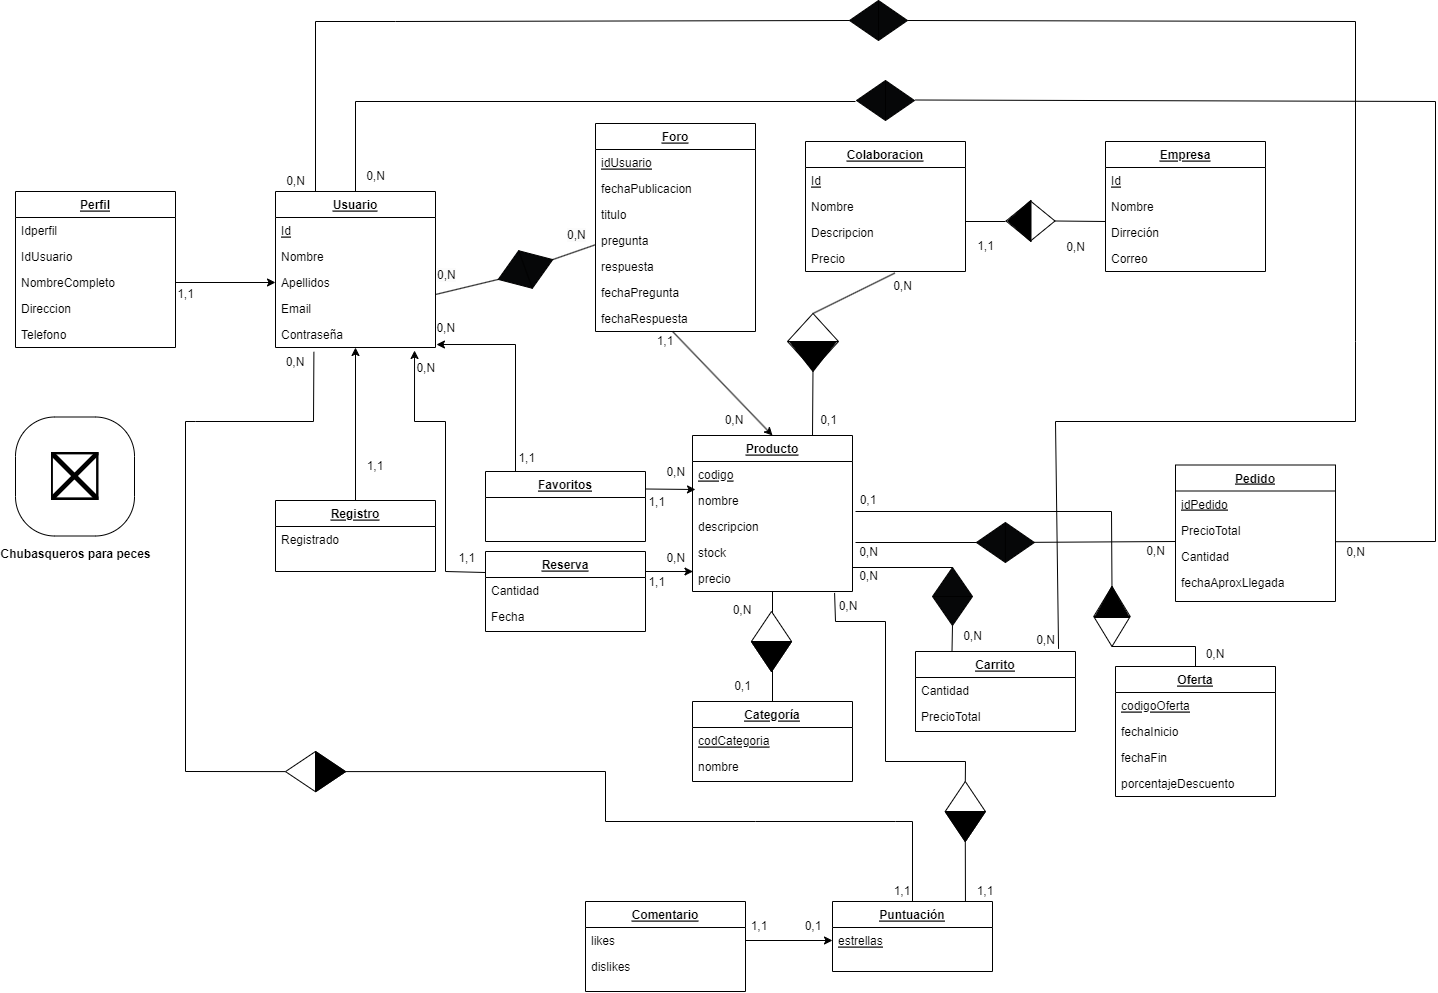 0,N
0,N
Perfil
Idperfil
IdUsuario
NombreCompleto
Direccion
Telefono
1,1
Usuario
Id
Nombre
Apellidos
Email
Contraseña
0,N
0,N
0,N
0,N
0,N
Foro
idUsuario
fechaPublicacion
titulo
pregunta
respuesta
fechaPregunta
fechaRespuesta
1,1
0,N
Colaboracion
Id
Nombre
Descripcion
Precio
1,1
0,N
0,N
0,1
Empresa
Id
Nombre
Dirreción
Correo
Chubasqueros para peces
1,1
Registro
Registrado
1,1
Favoritos
0,N
1,1
1,1
Reserva
Cantidad
Fecha
0,N
1,1
Producto
codigo
nombre
descripcion
stock
precio
0,1
0,N
0,N
0,N
0,N
0,N
Pedido
idPedido
PrecioTotal
Cantidad
fechaAproxLlegada
0,N
0,1
Categoría
codCategoria
nombre
0,N
0,N
Carrito
Cantidad
PrecioTotal
0,N
Oferta
codigoOferta
fechaInicio
fechaFin
porcentajeDescuento
1,1
1,1
Comentario
likes
dislikes
1,1
0,1
Puntuación
estrellas